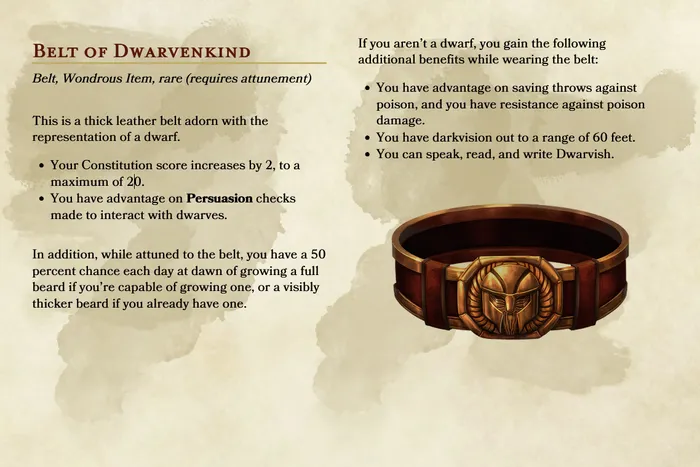 Belt of Dwarvenkind
Belt, Wondrous Item, rare (requires attunement)
This is a thick leather belt adorn with the
representation of a dwarf.
• Your Constitution score increases by 2, to a
maximum of 20.
• You have advantage on Persuasion checks
made to interact with dwarves.
In addition, while attuned to the belt, you have a 50
percent chance each day at dawn of growing a full
beard if you're capable of growing one, or a visibly
thicker beard if you already have one.
If you aren't a dwarf, you gain the following
additional benefits while wearing the belt:
• You have advantage on saving throws against
poison, and you have resistance against poison
damage.
• You have darkvision out to a range of 60 feet.
• You can speak, read, and write Dwarvish.